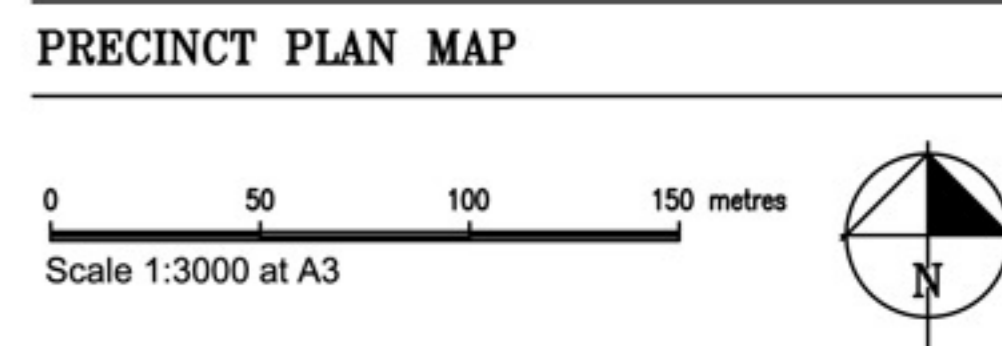 PRECINCT PLAN MAP
0 50 100 150 metres
Scale 1:3000 at A3
N